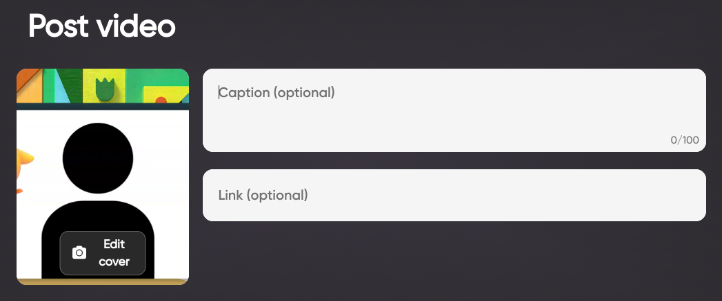 Post video
Caption (optional)
0/100
Link (optional)
Edit
cover